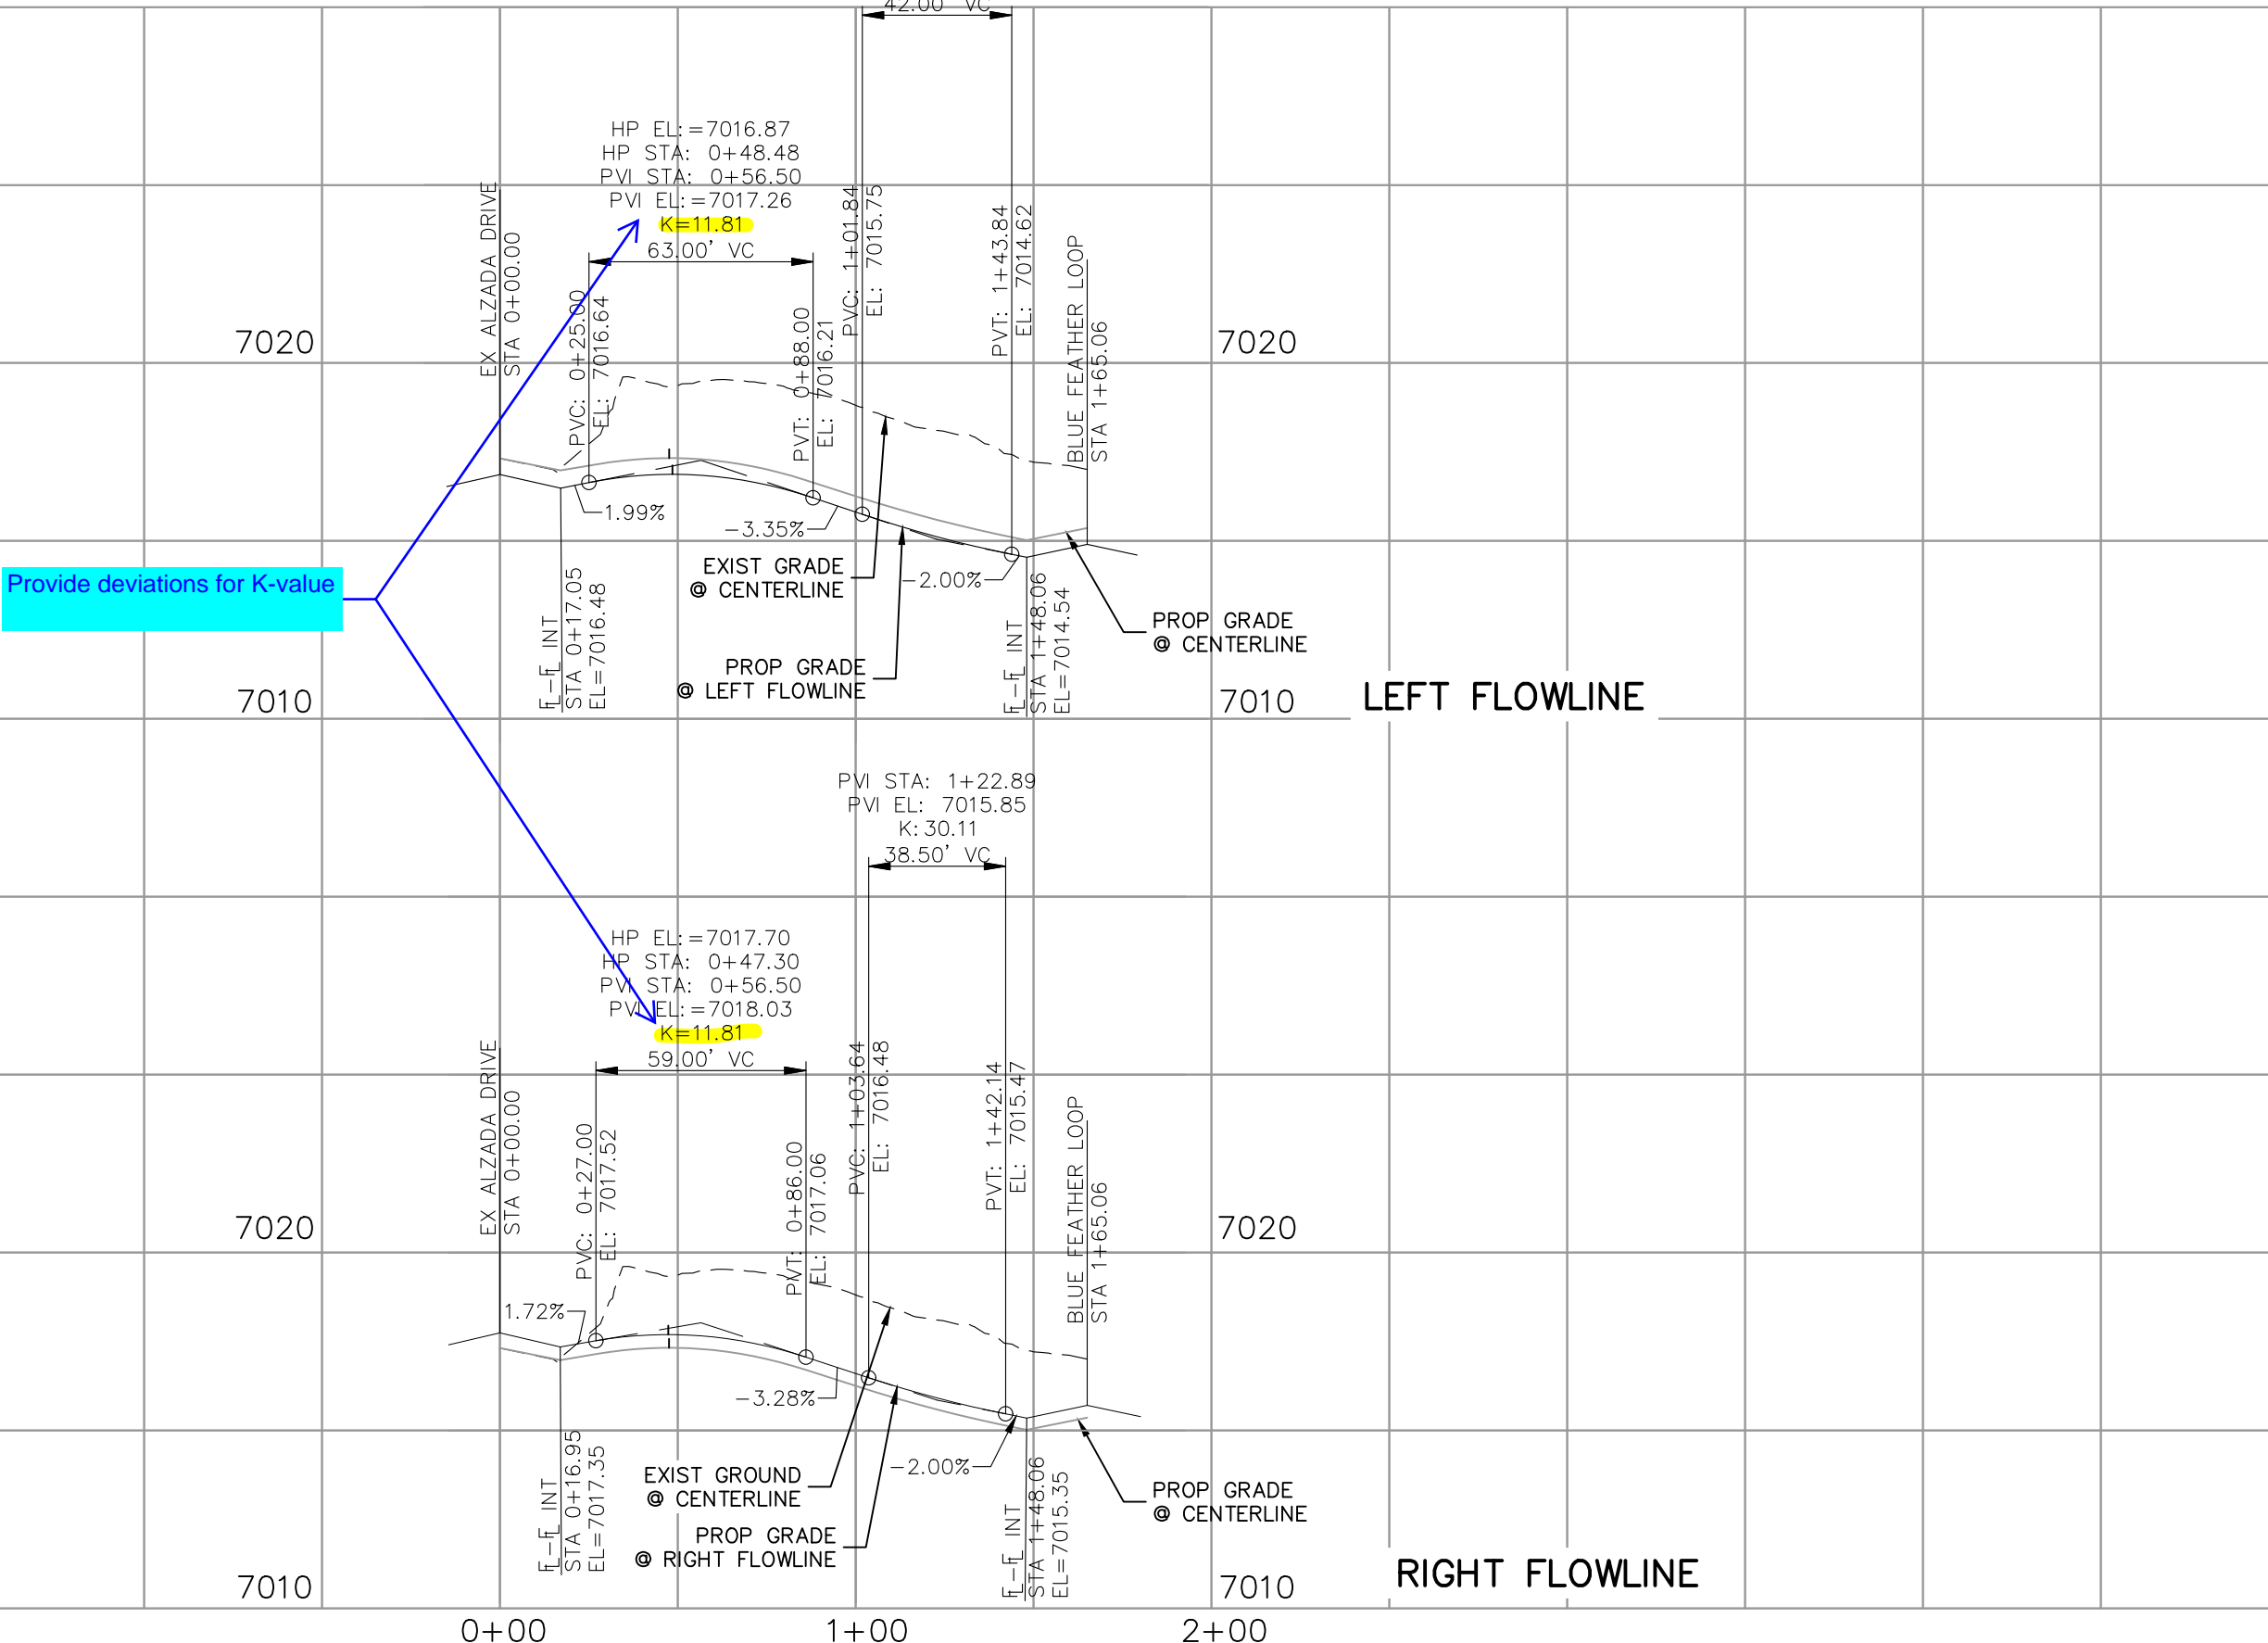 42.00' VC
HP EL:=7016.87
HP STA: 0+48.48
PVI STA: 0+56.50
PVI EL:=7017.26
K=11.81
63.00' VC
EX ALZADA DRIVE
STA 0+00.00
PVC: 0+25.00
EL: 7016.64
PVT: 0+88.00
EL: 7016.21
PVC: 1+01.84
EL: 7015.75
PVT: 1+43.84
EL: 7014.62
BLUE FEATHER LOOP
STA 1+65.06
7020
7020
1.99%
-3.35%
-2.00%
EXIST GRADE
@ CENTERLINE
Provide deviations for K-value
FL-FL INT
STA 0+17.05
EL=7016.48
PROP GRADE
@ LEFT FLOWLINE
FL-FL INT
STA 1+48.06
EL=7014.54
PROP GRADE
@ CENTERLINE
7010
7010
LEFT FLOWLINE
PVI STA: 1+22.89
PVI EL: 7015.85
K: 30.11
38.50' VC
HP EL:=7017.70
HP STA: 0+47.30
PVI STA: 0+56.50
PVI EL:=7018.03
K=11.81
59.00' VC
EX ALZADA DRIVE
STA 0+00.00
PVC: 0+27.00
EL: 7017.52
PVT: 0+86.00
EL: 7017.06
PVC: 1+03.64
EL: 7016.48
PVT: 1+42.14
EL: 7015.47
BLUE FEATHER LOOP
STA 1+65.06
7020
7020
1.72%
-3.28%
-2.00%
FL-FL INT
STA 0+16.95
EL=7017.35
EXIST GROUND
@ CENTERLINE
PROP GRADE
@ RIGHT FLOWLINE
FL-FL INT
STA 1+48.06
EL=7015.35
PROP GRADE
@ CENTERLINE
7010
7010
RIGHT FLOWLINE
0+00
1+00
2+00